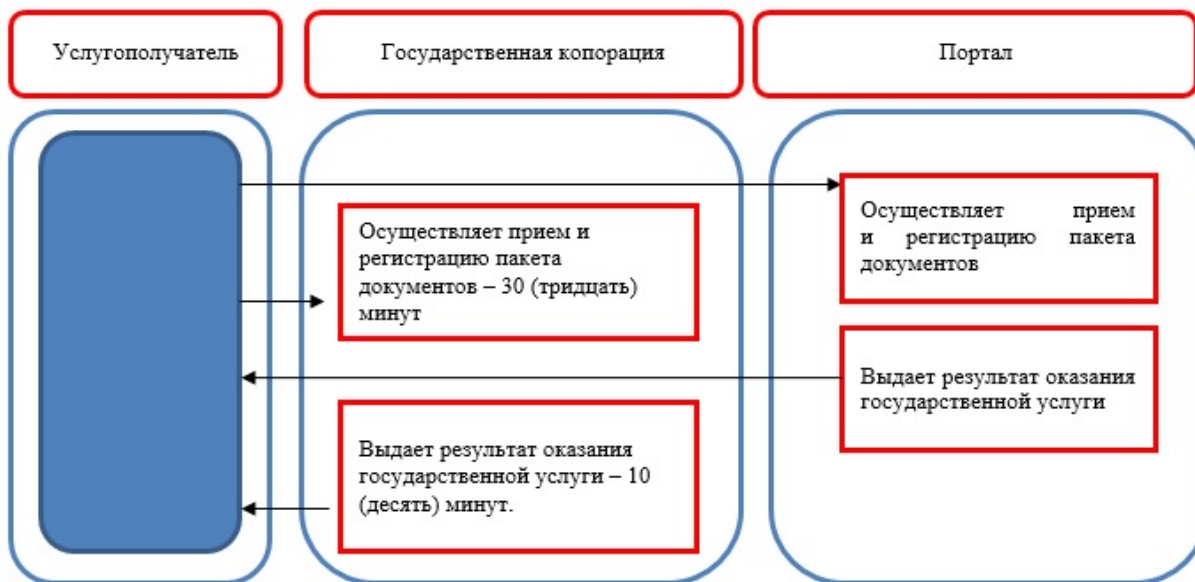 Услугополучатель
Государственная копорация
Портал
Осуществляет прием и
регистрацию пакета
документов – 30 (тридцать)
минут
Осуществляет прием
и регистрацию пакета
документов
Выдает результат оказания
государственной услуги
Выдает результат оказания
государственной услуги – 10
(десять) минут.